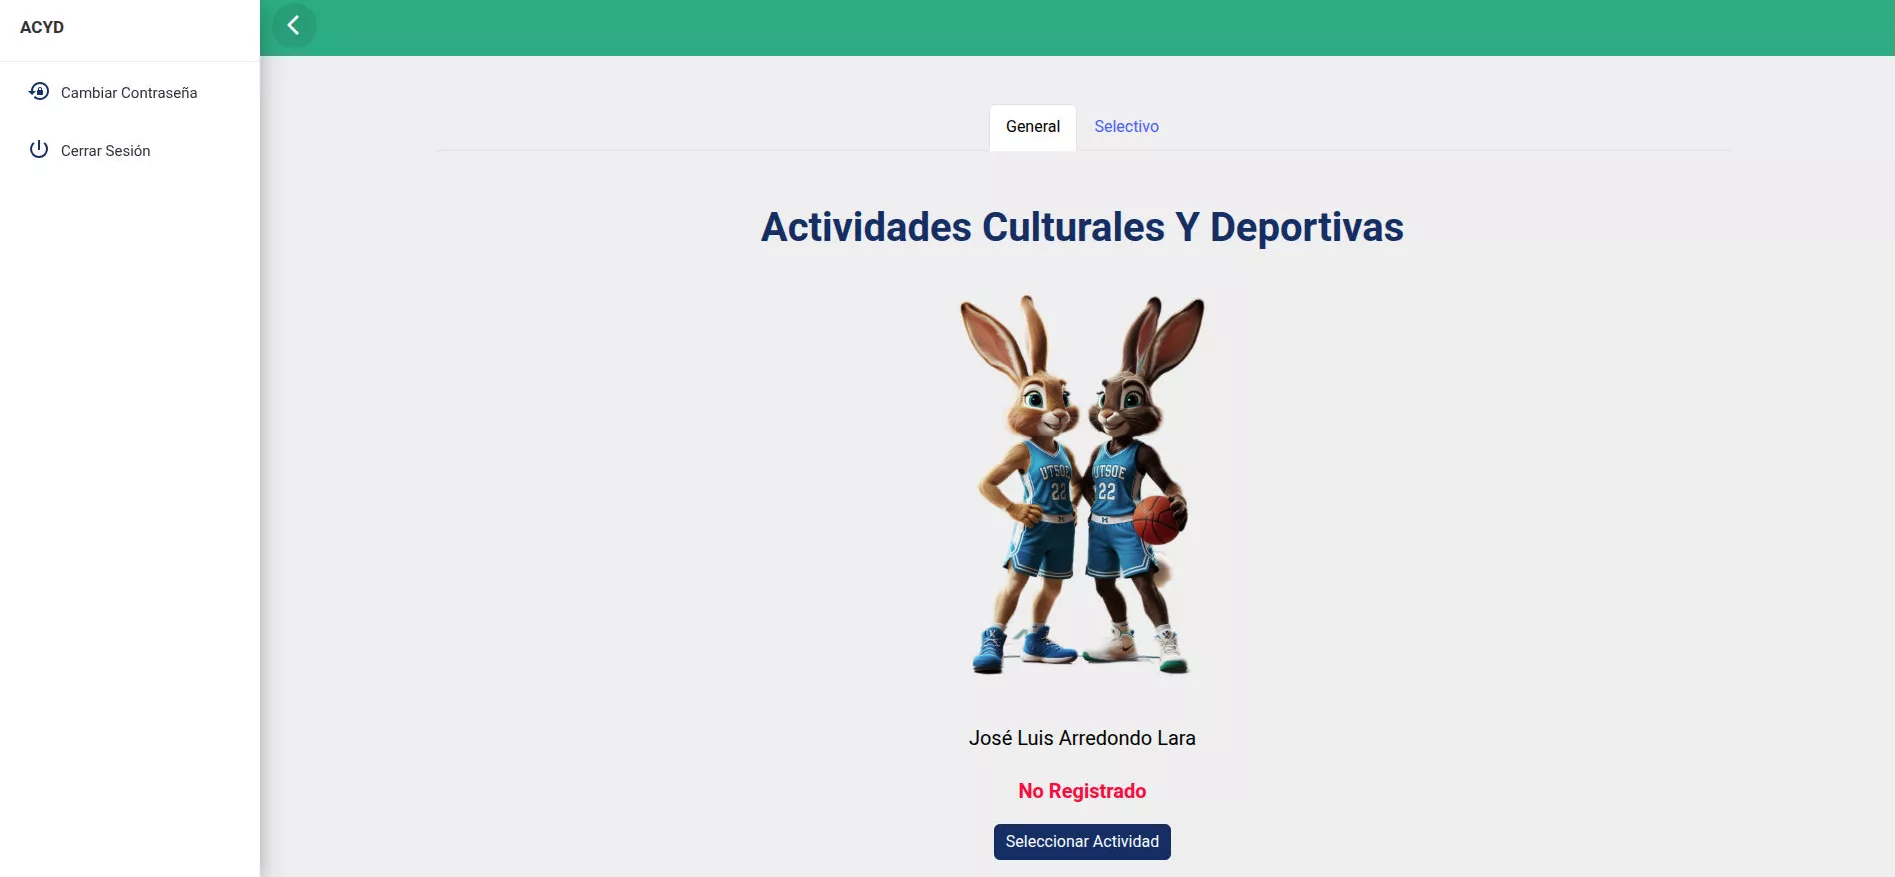 ACYD
Cambiar Contraseña
Cerrar Sesión
General
Selectivo
Actividades Culturales Y Deportivas
UTSOE
22
UTSOE
22
José Luis Arredondo Lara
No Registrado
Seleccionar Actividad